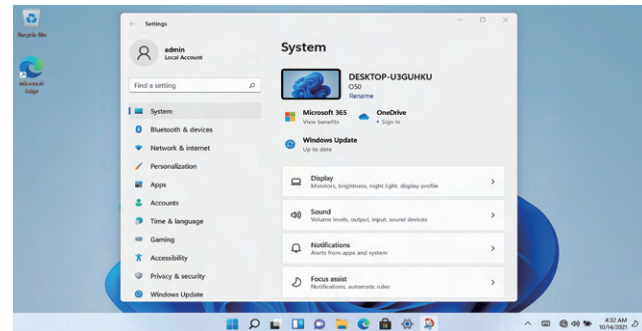 Recycle Bin
Microsoft
Edge
Settings
admin
Local Account
Find a setting
System
Bluetooth & devices
Network & internet
Personalization
Apps
Accounts
Time & language
Gaming
Accessibility
Privacy & security
Windows Update
System
DESKTOP-U3GUHKU
O50
Rename
Microsoft 365
View benefits
OneDrive
• Sign in
Windows Update
Up to date
Display
Monitors, brightness, night light, display profile
Sound
Volume levels, output, input, sound devices
Notifications
Alerts from apps and system
Focus assist
Notifications, automatic rules
4:32 AM
10/14/2021